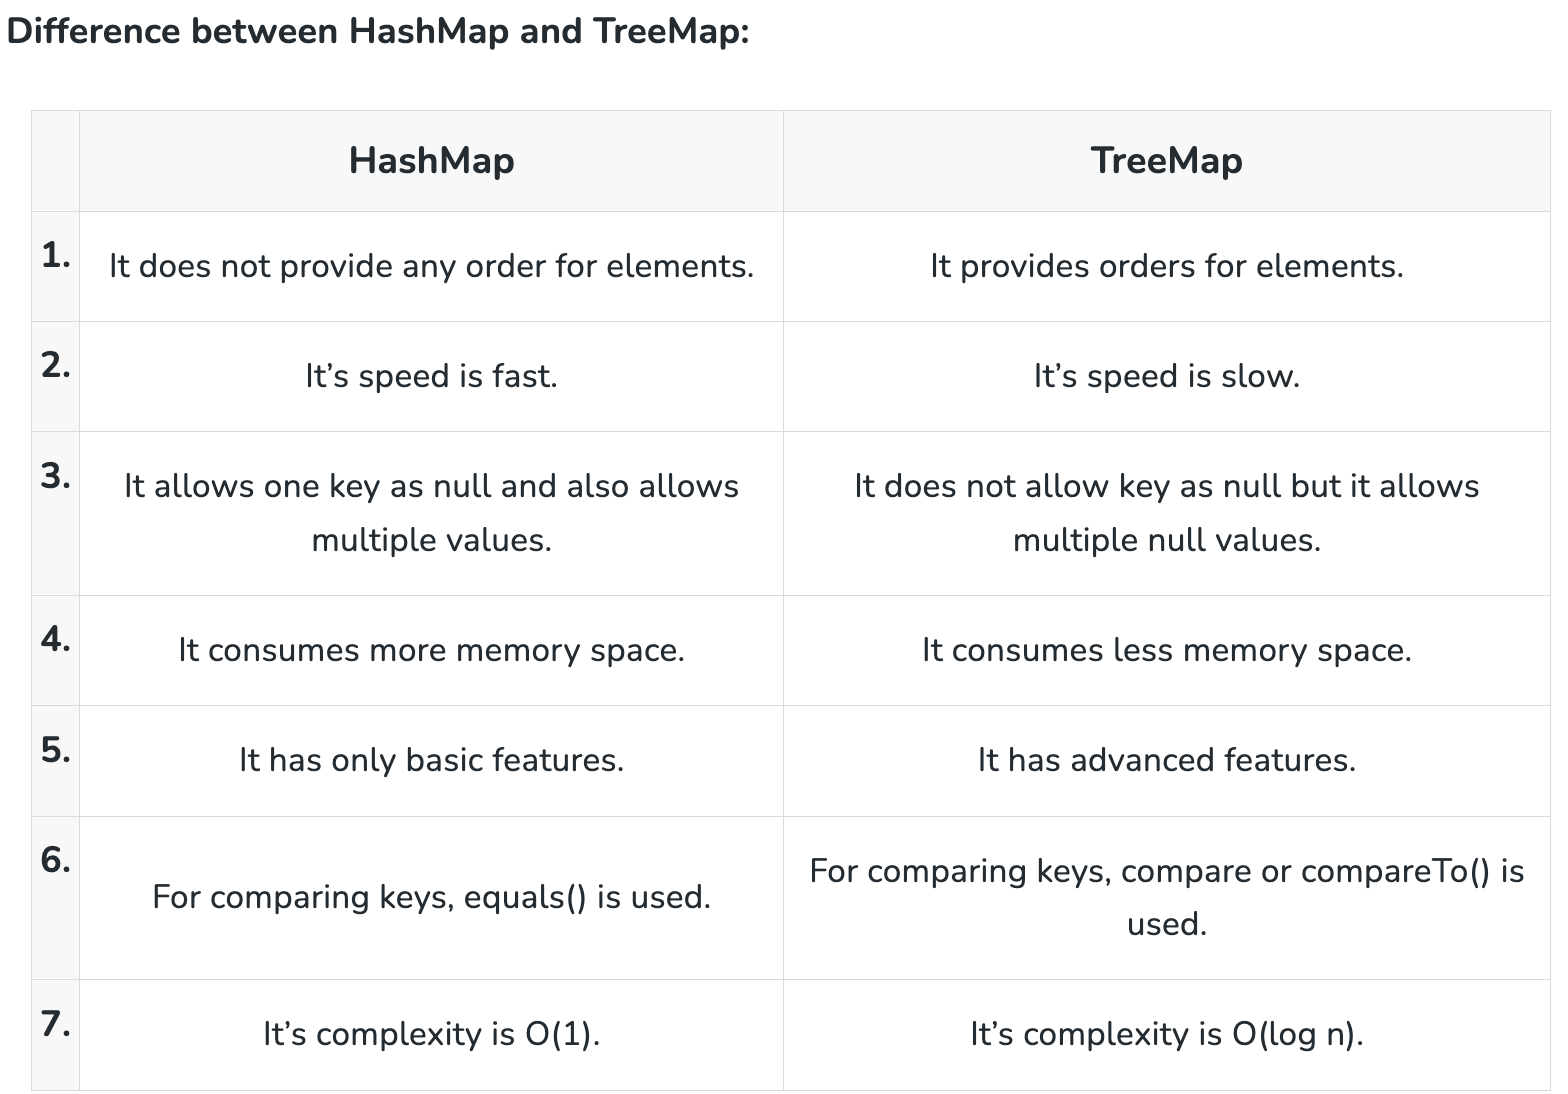 Difference between HashMap and TreeMap:
HashMap
TreeMap
1.
It does not provide any order for elements.
It provides orders for elements.
2.
It’s speed is fast.
It’s speed is slow.
3.
It allows one key as null and also allows
multiple values.
It does not allow key as null but it allows
multiple null values.
4.
It consumes more memory space.
It consumes less memory space.
5.
It has only basic features.
It has advanced features.
6.
For comparing keys, equals() is used.
For comparing keys, compare or compareTo() is
used.
7.
It’s complexity is O(1).
It’s complexity is O(log n).